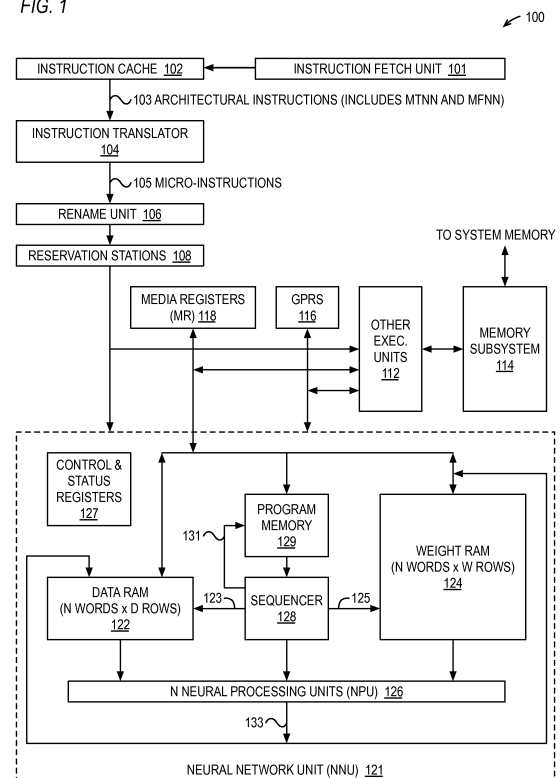 FIG. 1
100
INSTRUCTION CACHE 102
INSTRUCTION FETCH UNIT 101
103 ARCHITECTURAL INSTRUCTIONS (INCLUDES MTNN AND MFNN)
INSTRUCTION TRANSLATOR
104
105 MICRO-INSTRUCTIONS
RENAME UNIT 106
RESERVATION STATIONS 108
TO SYSTEM MEMORY
MEDIA REGISTERS
(MR) 118
GPRS
116
OTHER
EXEC.
UNITS
112
MEMORY
SUBSYSTEM
114
CONTROL &
STATUS
REGISTERS
127
PROGRAM
MEMORY
129
131
WEIGHT RAM
(N WORDS x W ROWS)
124
DATA RAM
(N WORDS x D ROWS)
122
123
SEQUENCER
128
125
N NEURAL PROCESSING UNITS (NPU) 126
133
NEURAL NETWORK UNIT (NNU) 121